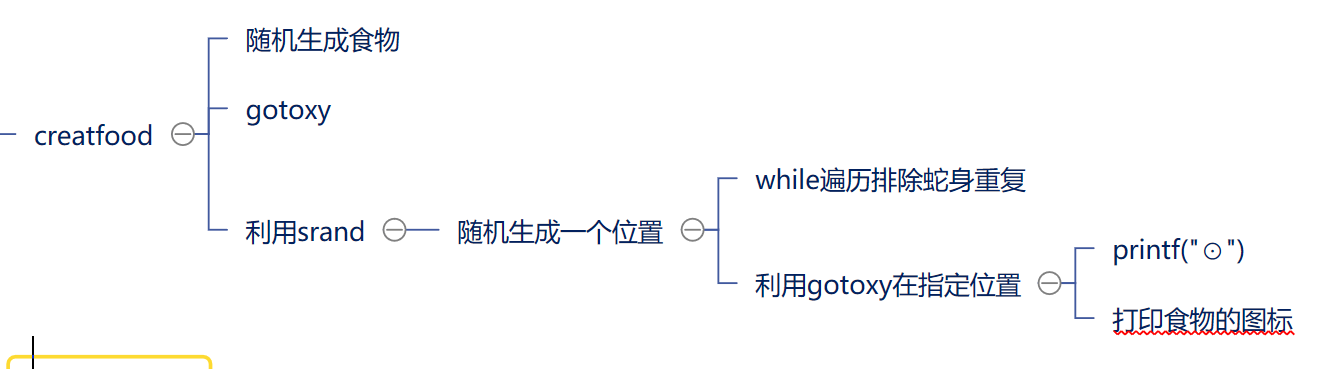 随机生成食物
gotoxy
creatfood
while遍历排除蛇身重复
利用srand
随机生成一个位置
printf("⊙")
利用gotoxy在指定位置
打印食物的图标